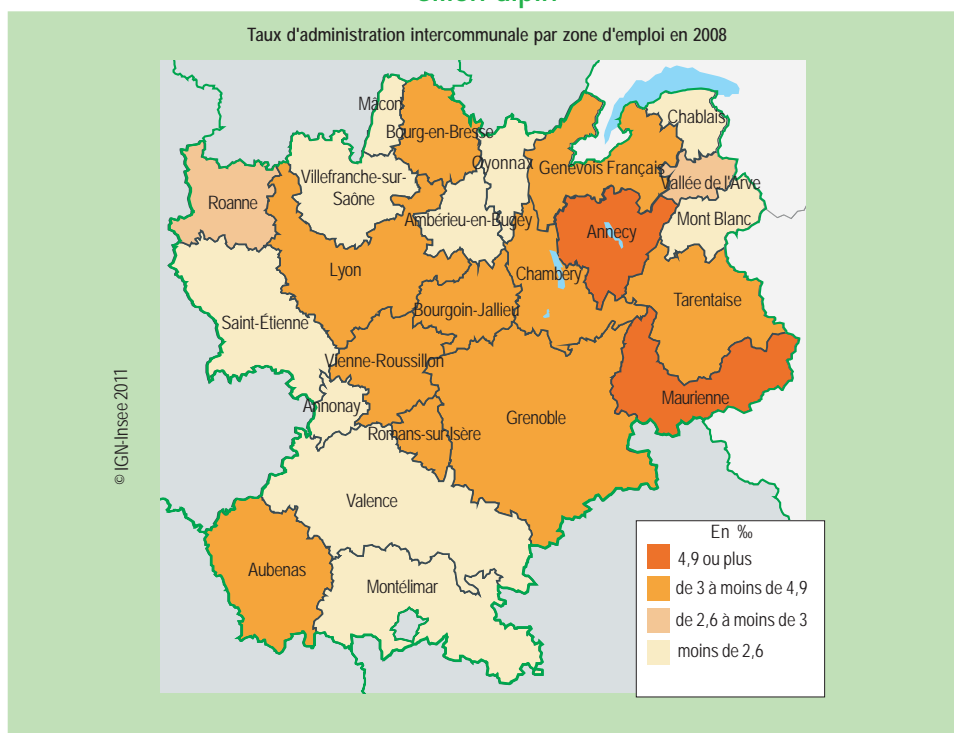 sillon alpin
Taux d'administration intercommunale par zone d'emploi en 2008
Mâcon
Bourg-en-Bresse
Chablais
Oyonnax
Genevois Français
Villefranche-sur-
Saône
Vallée de l'Arve
Roanne
Ambérieu-en-Bugey
Mont Blanc
Annecy
Lyon
Chambéry
Tarentaise
Bourgoin-Jallieu
Saint-Étienne
Vienne-Roussillon
Maurienne
Annonay
Grenoble
Romans-sur-Isère
© IGN-Insee 2011
Valence
Aubenas
Montélimar
En ‰
4,9 ou plus
de 3 à moins de 4,9
de 2,6 à moins de 3
moins de 2,6